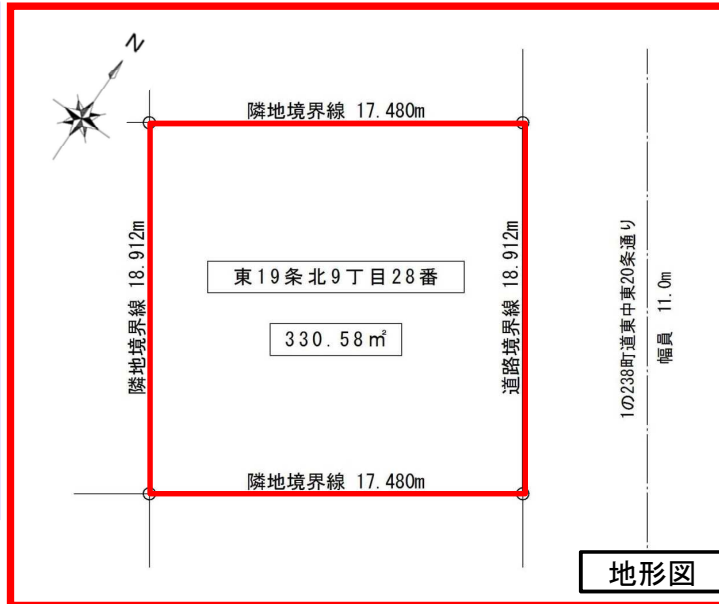 N
隣地境界線 17.480m
隣地境界線 18.912m
東19条北9丁目28番
330.58㎡
道路境界線 18.912m
1の238町道東中東20条通り
幅員 11.0m
隣地境界線 17.480m
地形図